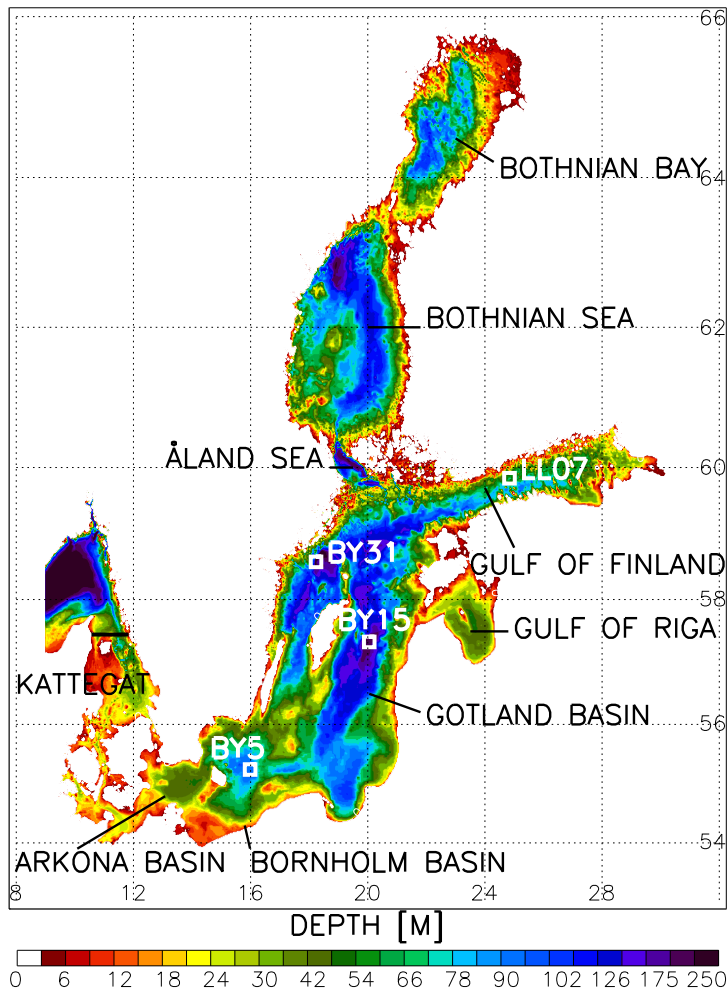 66
BOTHNIAN BAY
64
BOTHNIAN SEA
62
ÅLAND SEA
60
LL07
BY31
GULF OF FINLAND
58
BY15
GULF OF RIGA
KATTEGAT
GOTLAND BASIN
56
BY5
54
ARKONA BASIN BORNHOLM BASIN
8 12 16 20 24 28
DEPTH [M]
0 6 12 18 24 30 42 54 66 78 90 102 126 175 250